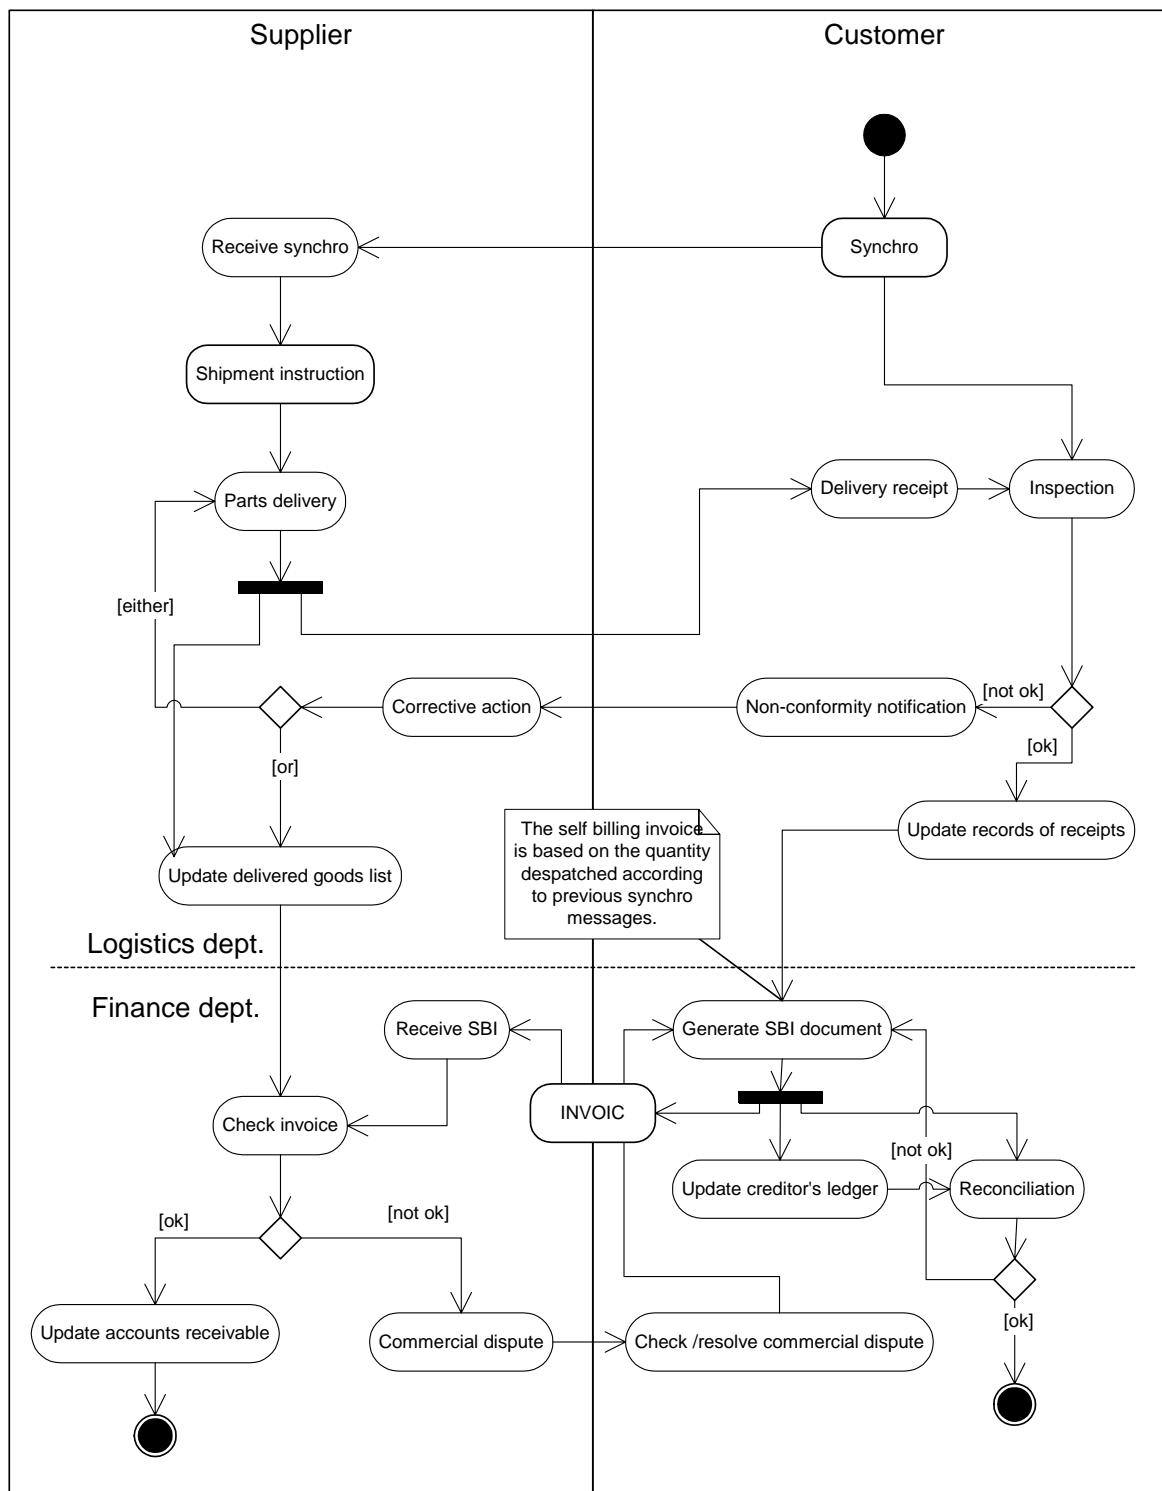 Supplier
Customer
Receive synchro
Synchro
Shipment instruction
Parts delivery
Delivery receipt
Inspection
[either]
Corrective action
Non-conformity notification
[not ok]
[ok]
[or]
The self billing invoice
is based on the quantity
despatched according
to previous synchro
messages.
Update records of receipts
Update delivered goods list
Logistics dept.
Finance dept.
Receive SBI
Generate SBI document
INVOIC
Check invoice
[not ok]
Update creditor's ledger
Reconciliation
[ok]
[not ok]
[ok]
Update accounts receivable
Commercial dispute
Check /resolve commercial dispute